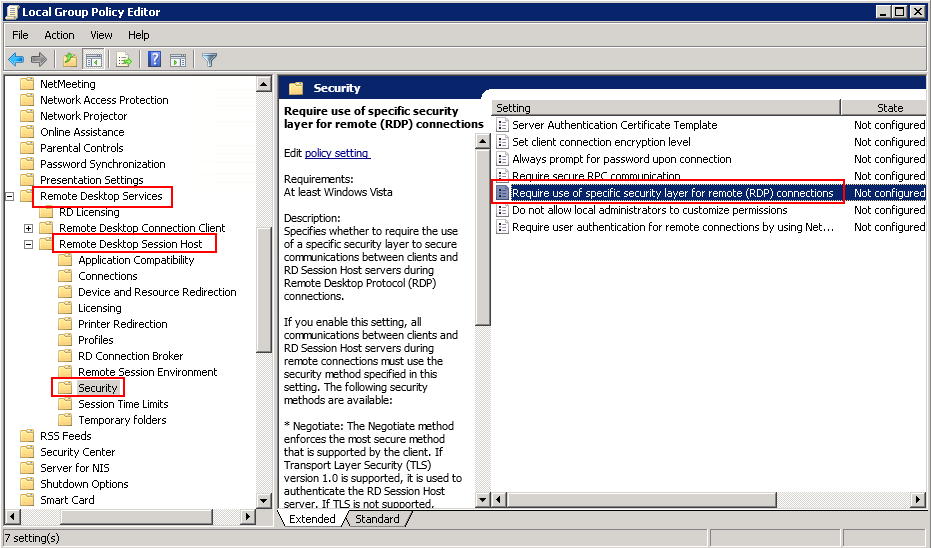 Local Group Policy Editor
File Action View Help
NetMeeting
Network Access Protection
Network Projector
Online Assistance
Parental Controls
Password Synchronization
Presentation Settings
Remote Desktop Services
RD Licensing
Remote Desktop Connection Client
Remote Desktop Session Host
Application Compatibility
Connections
Device and Resource Redirection
Licensing
Printer Redirection
Profiles
RD Connection Broker
Remote Session Environment
Security
Session Time Limits
Temporary folders
RSS Feeds
Security Center
Server for NIS
Shutdown Options
Smart Card
Security
Require use of specific security
layer for remote (RDP) connections
Edit policy setting
Requirements:
At least Windows Vista
Description:
Specifies whether to require the use
of a specific security layer to secure
communications between clients and
RD Session Host servers during
Remote Desktop Protocol (RDP)
connections.
If you enable this setting, all
communications between clients and
RD Session Host servers during
remote connections must use the
security method specified in this
setting. The following security
methods are available:
* Negotiate: The Negotiate method
enforces the most secure method
that is supported by the client. If
Transport Layer Security (TLS)
version 1.0 is supported, it is used to
authenticate the RD Session Host
server. If TLS is not supported,
Setting State
Server Authentication Certificate Template Not configured
Set client connection encryption level Not configured
Always prompt for password upon connection Not configured
Require secure RPC communication Not configured
Require use of specific security layer for remote (RDP) connections Not configured
Do not allow local administrators to customize permissions Not configured
Require user authentication for remote connections by using Net... Not configured
Extended Standard
7 setting(s)